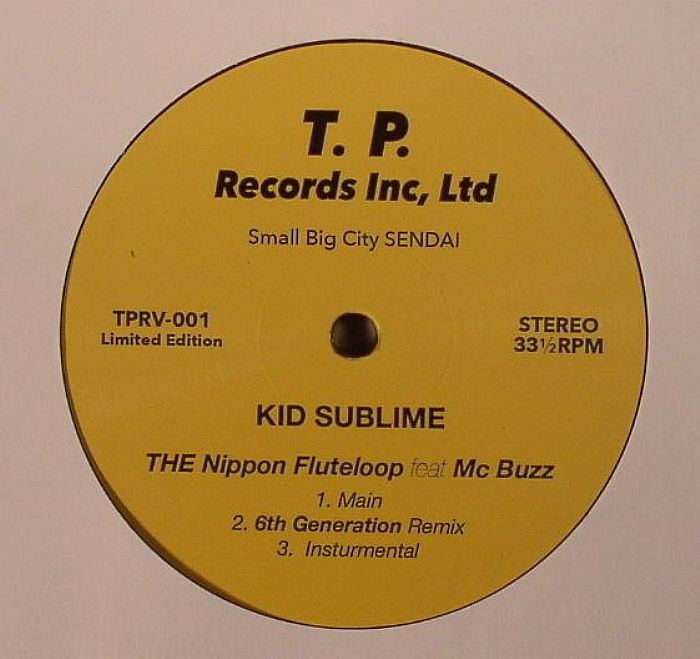 T. P.
Records Inc, Ltd
Small Big City SENDAI
TPRV-001
Limited Edition
STEREO
33½RPM
KID SUBLIME
THE Nippon Fluteloop feat Mc Buzz
1. Main
2. 6th Generation Remix
3. Insturmental